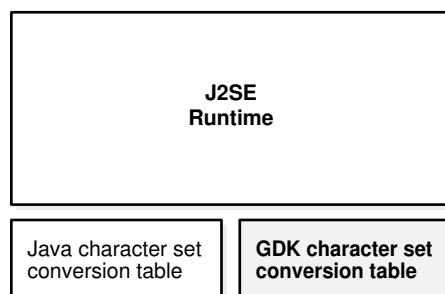 J2SE
Runtime
Java character set
conversion table
GDK character set
conversion table